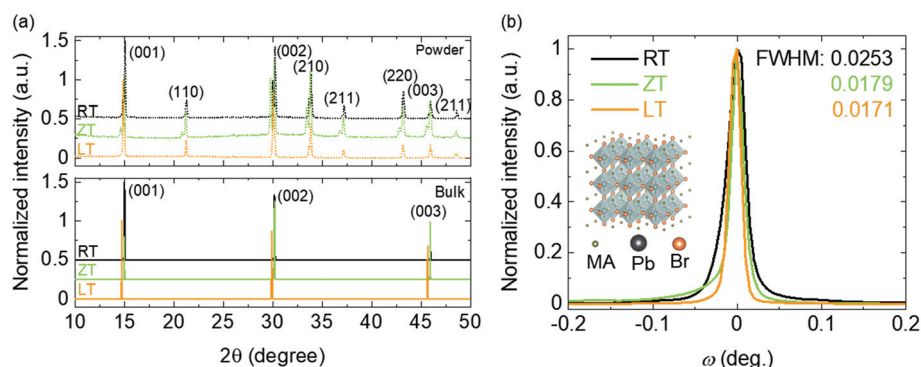 (a)
Normalized intensity (a.u.)
1.5
1
0.5
0
Powder
(001)
(002)
(210)
(110)
(211)
(220)
(003)
(211)
RT
ZT
LT
1.5
1
0.5
0
Bulk
(001)
(002)
(003)
RT
ZT
LT
10 15 20 25 30 35 40 45 50
2θ (degree)
(b)
Normalized intensity (a.u.)
1
0.8
0.6
0.4
0.2
0
RT FWHM: 0.0253
ZT 0.0179
LT 0.0171
MA Pb Br
-0.2 -0.1 0 0.1 0.2
ω (deg.)